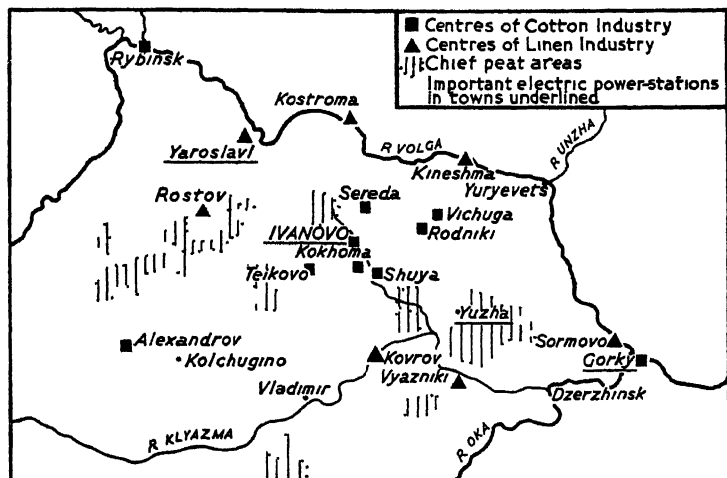 Centres of Cotton Industry
Centres of Linen Industry
Chief peat areas
Important electric power-stations
in towns underlined
Rybinsk
Kostroma
Yaroslavl
R VOLGA
R UNZHA
Kineshma
Yuryevets
Rostov
Sereda
Vichuga
Rodniki
IVANOVO
Kokhoma
Teikovo
Shuya
Yuzha
Alexandrov
Kolchugino
Sormovo
Gorky
Kovrov
Vyazniki
Vladimir
Dzerzhinsk
R KLYAZMA
R OKA